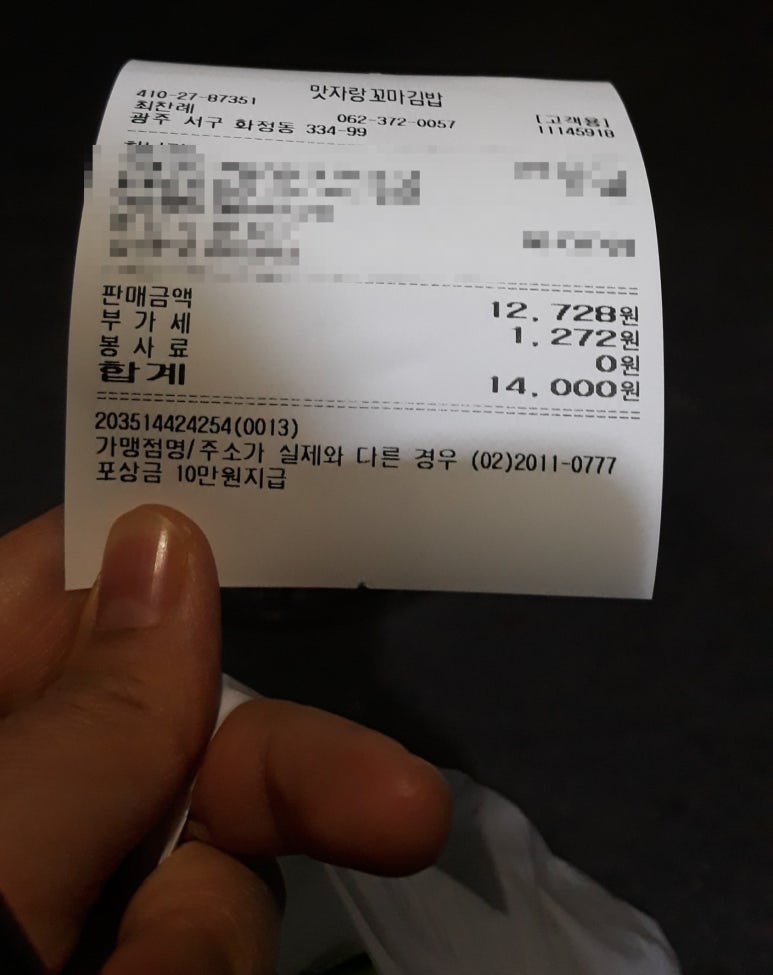 맛자랑꼬마김밥
410-27-87351
최찬례 062-372-0057 [고객용]
광주 서구 화정동 334-99 11145918
판매금액 12,728원
부가세 1,272원
봉사료 0원
합계 14,000원
203514424254(0013)
가맹점명/주소가 실제와 다른 경우 (02)2011-0777
포상금 10만원지급